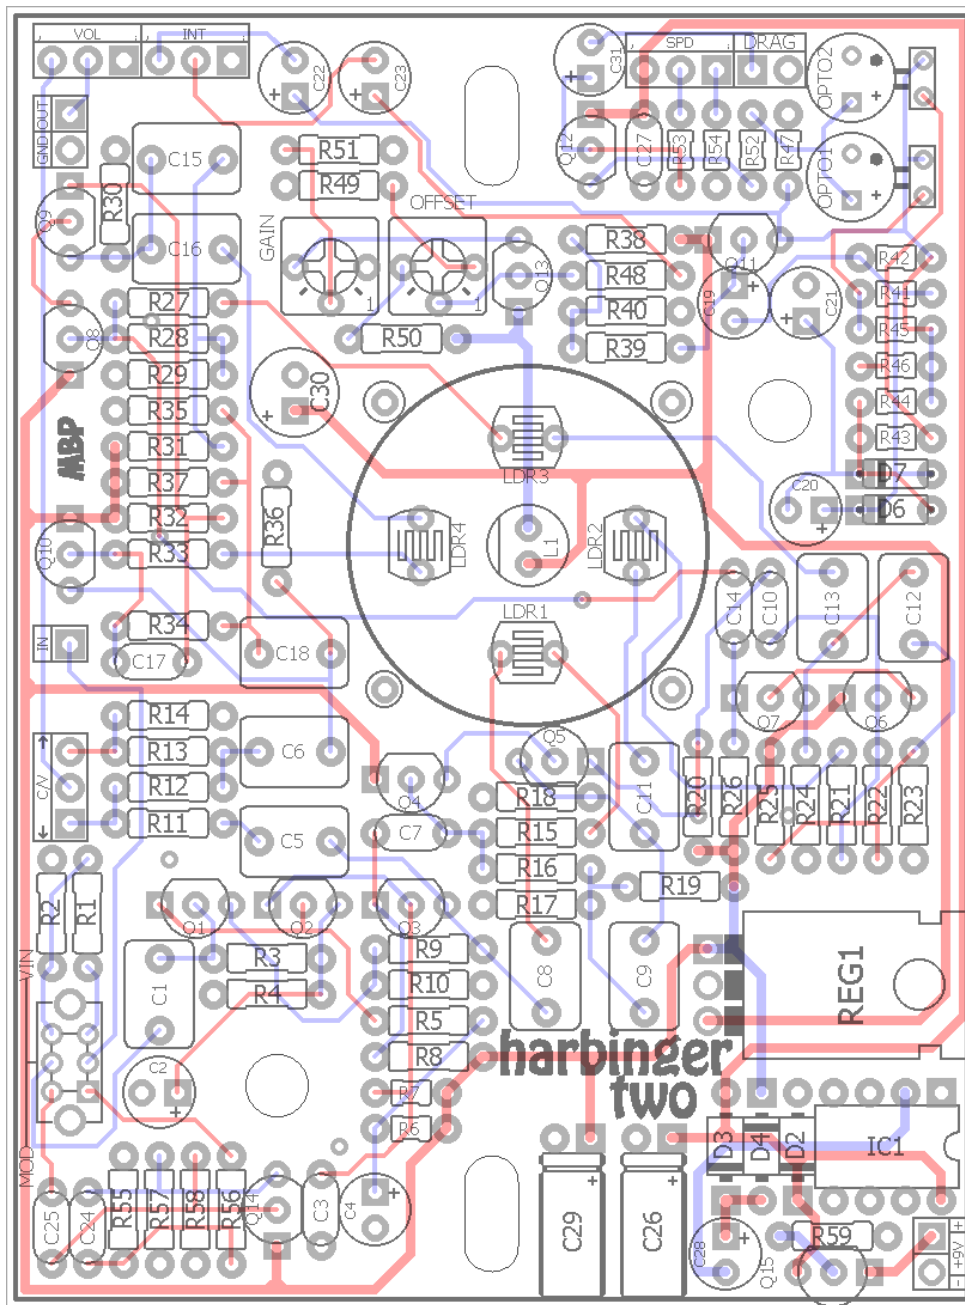 VOL INT
C22
C23
C31
SPD DRAG
OPTO2
GND OUT
C15
R51
R49
Q12
C27
R53
R54
R52
R47
OPTO1
Q9
R30
C16
GAIN
OFFSET
R38
Q11
R42
R48
Q13
C19
C21
R41
R27
1
1
R40
R45
Q8
R28
R50
R39
R46
R29
C30
R44
R35
MBP
R31
LDR3
R43
R37
D7
R36
C20
D6
R32
Q10
R33
LDR4
L1
LDR2
C14
C10
C13
C12
LDR1
IN
R34
C17
C18
Q7
Q6
R14
C/V
R13
C6
Q5
C11
R12
Q4
R18
R20
R26
R25
R24
R21
R22
R23
R11
C5
C7
R15
R16
R19
R2
R1
Q1
Q2
Q3
R17
VIN
R3
R9
C8
C9
C1
R4
R10
REG1
R5
harbinger
two
C2
R8
R7
R6
D3
D4
D2
IC1
MOD
C25
C24
R55
R57
R58
R56
Q14
C3
C4
C29
C26
C28
Q15
R59
- +9V +